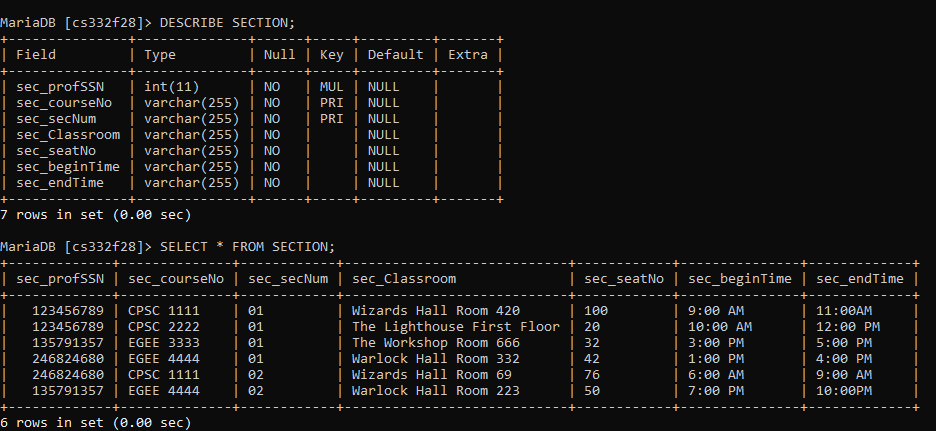 MariaDB [cs332f28]> DESCRIBE SECTION;
+---------------+--------------+------+-----+---------+-------+
| Field         | Type         | Null | Key | Default | Extra |
+---------------+--------------+------+-----+---------+-------+
| sec_profSSN   | int(11)      | NO   | MUL | NULL    |       |
| sec_courseNo  | varchar(255) | NO   | PRI | NULL    |       |
| sec_secNum    | varchar(255) | NO   | PRI | NULL    |       |
| sec_Classroom | varchar(255) | NO   |     | NULL    |       |
| sec_seatNo    | varchar(255) | NO   |     | NULL    |       |
| sec_beginTime | varchar(255) | NO   |     | NULL    |       |
| sec_endTime   | varchar(255) | NO   |     | NULL    |       |
+---------------+--------------+------+-----+---------+-------+
7 rows in set (0.00 sec)

MariaDB [cs332f28]> SELECT * FROM SECTION;
+-------------+--------------+------------+----------------------------+------------+---------------+-------------+
| sec_profSSN | sec_courseNo | sec_secNum | sec_Classroom              | sec_seatNo | sec_beginTime | sec_endTime |
+-------------+--------------+------------+----------------------------+------------+---------------+-------------+
|   123456789 | CPSC 1111    | 01         | Wizards Hall Room 420      | 100        | 9:00 AM       | 11:00AM     |
|   123456789 | CPSC 2222    | 01         | The Lighthouse First Floor | 20         | 10:00 AM      | 12:00 PM    |
|   135791357 | EGEE 3333    | 01         | The Workshop Room 666      | 32         | 3:00 PM       | 5:00 PM     |
|   246824680 | EGEE 4444    | 01         | Warlock Hall Room 332      | 42         | 1:00 PM       | 4:00 PM     |
|   246824680 | CPSC 1111    | 02         | Wizards Hall Room 69       | 76         | 6:00 AM       | 9:00 AM     |
|   135791357 | EGEE 4444    | 02         | Warlock Hall Room 223      | 50         | 7:00 PM       | 10:00PM     |
+-------------+--------------+------------+----------------------------+------------+---------------+-------------+
6 rows in set (0.00 sec)